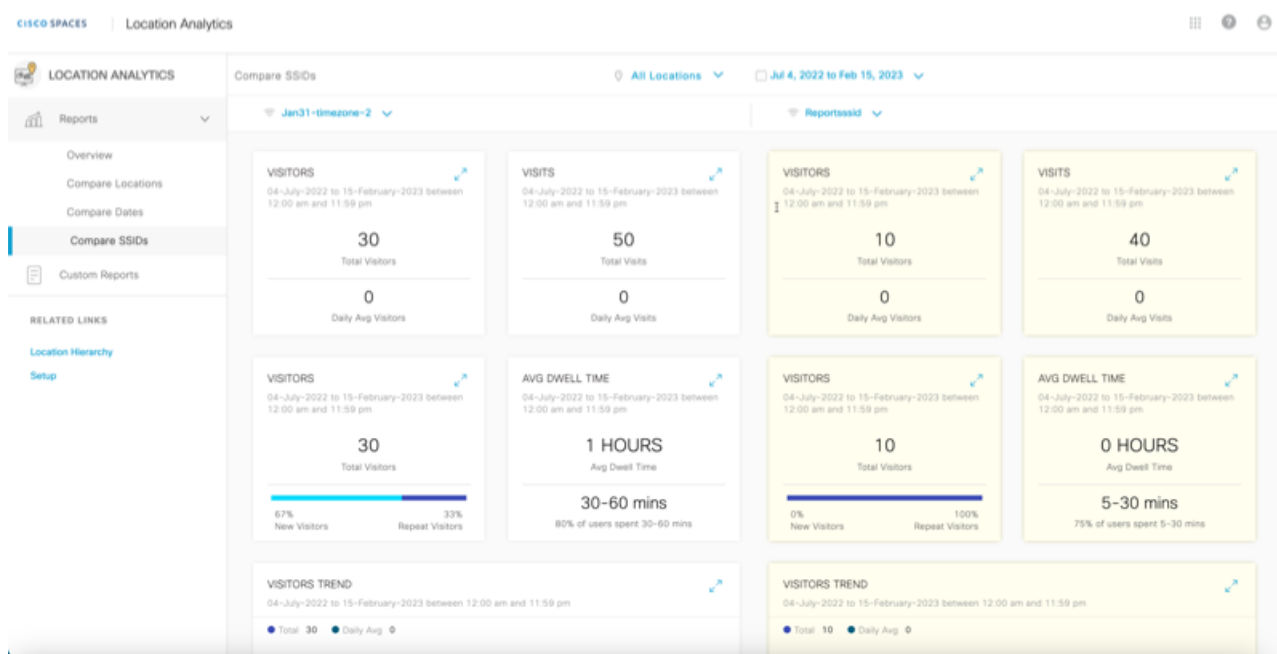 CISCO SPACES
Location Analytics
LOCATION ANALYTICS
Reports
Overview
Compare Locations
Compare Dates
Compare SSIDs
Custom Reports
RELATED LINKS
Location Hierarchy
Setup
Compare SSIDs
All Locations
Jul 4, 2022 to Feb 15, 2023
Jan31-timezone-2
Reportsssid
VISITORS
04-July-2022 to 15-February-2023 between
12:00 am and 11:59 pm
30
Total Visitors
0
Daily Avg Visitors
VISITS
04-July-2022 to 15-February-2023 between
12:00 am and 11:59 pm
50
Total Visits
0
Daily Avg Visits
VISITORS
04-July-2022 to 15-February-2023 between
12:00 am and 11:59 pm
10
Total Visitors
0
Daily Avg Visitors
VISITS
04-July-2022 to 15-February-2023 between
12:00 am and 11:59 pm
40
Total Visits
0
Daily Avg Visits
VISITORS
04-July-2022 to 15-February-2023 between
12:00 am and 11:59 pm
30
Total Visitors
67% 33%
New Visitors Repeat Visitors
AVG DWELL TIME
04-July-2022 to 15-February-2023 between
12:00 am and 11:59 pm
1 HOURS
Avg Dwell Time
30-60 mins
80% of users spent 30-60 mins
VISITORS
04-July-2022 to 15-February-2023 between
12:00 am and 11:59 pm
10
Total Visitors
0% 100%
New Visitors Repeat Visitors
AVG DWELL TIME
04-July-2022 to 15-February-2023 between
12:00 am and 11:59 pm
0 HOURS
Avg Dwell Time
5-30 mins
75% of users spent 5-30 mins
VISITORS TREND
04-July-2022 to 15-February-2023 between 12:00 am and 11:59 pm
Total 30 Daily Avg 0
VISITORS TREND
04-July-2022 to 15-February-2023 between 12:00 am and 11:59 pm
Total 10 Daily Avg 0